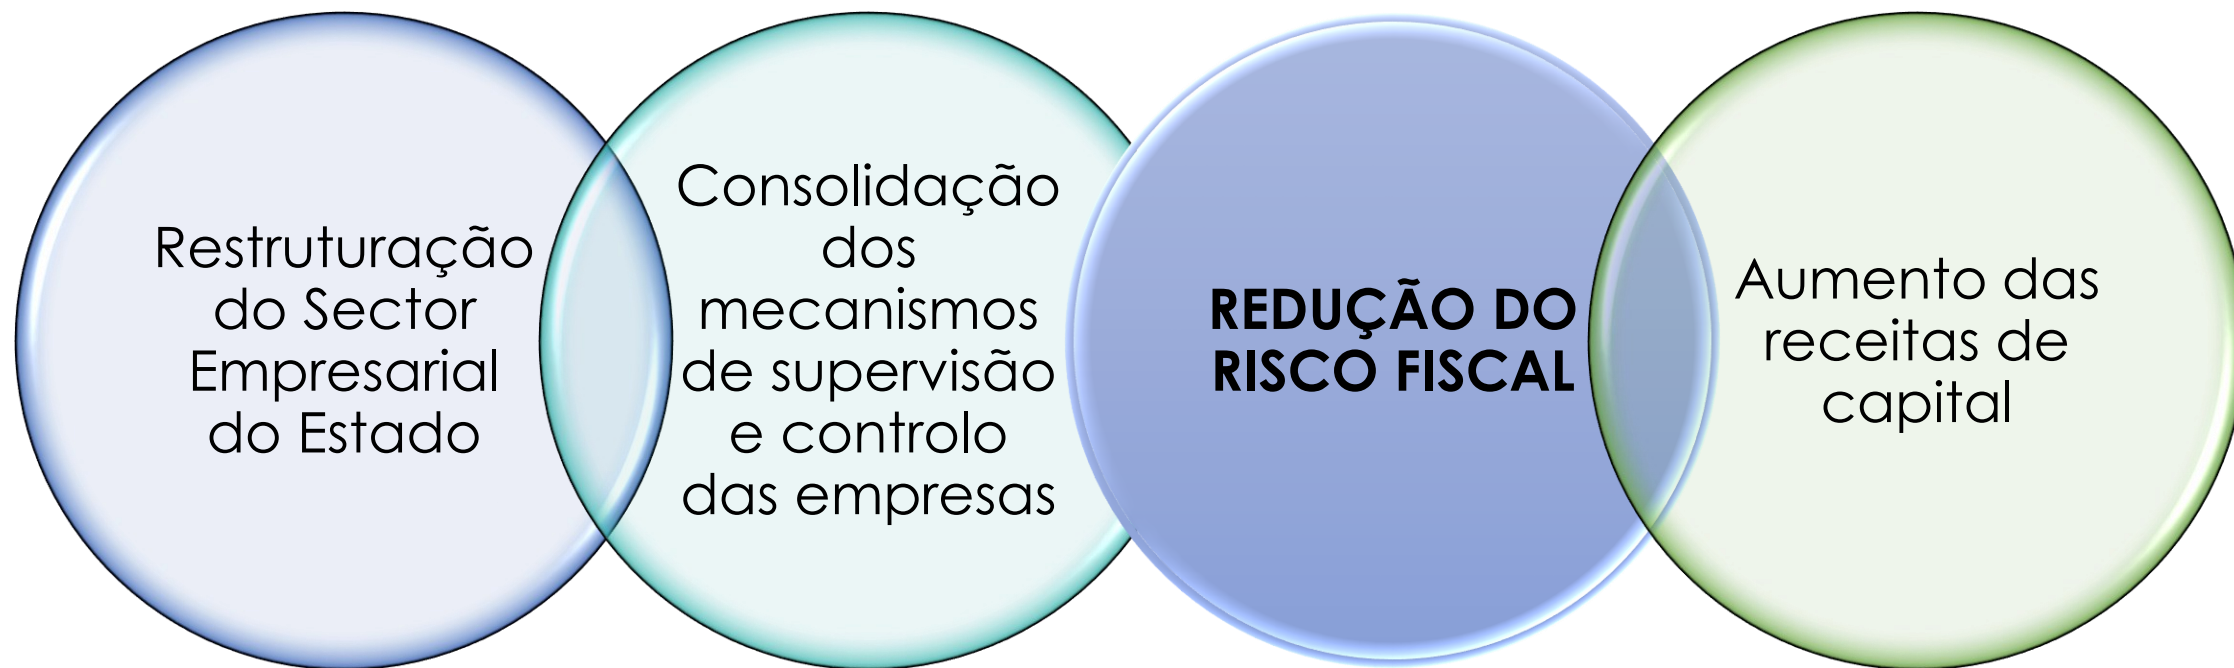 Restruturação
do Sector
Empresarial
do Estado
Consolidação
dos
mecanismos
de supervisão
e controlo
das empresas
REDUÇÃO DO
RISCO FISCAL
Aumento das
receitas de
capital